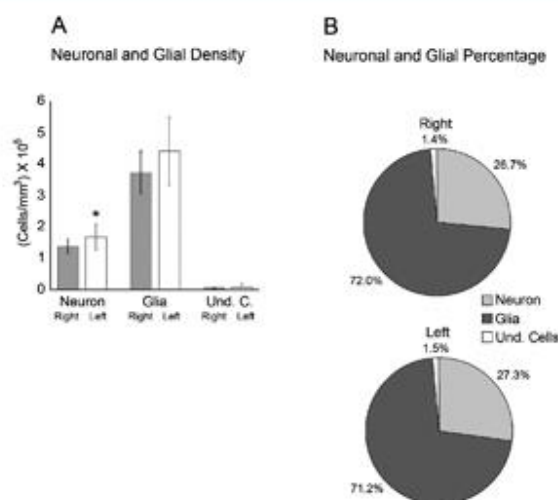 A
Neuronal and Glial Density
(Cells/mm³) X 10⁵
6
5
4
3
2
1
0
Neuron Glia Und. C.
Right Left Right Left Right Left
*
B
Neuronal and Glial Percentage
Right
1.4%
26.7%
72.0%
Neuron
Glia
Und. Cells
Left
1.5%
27.3%
71.2%